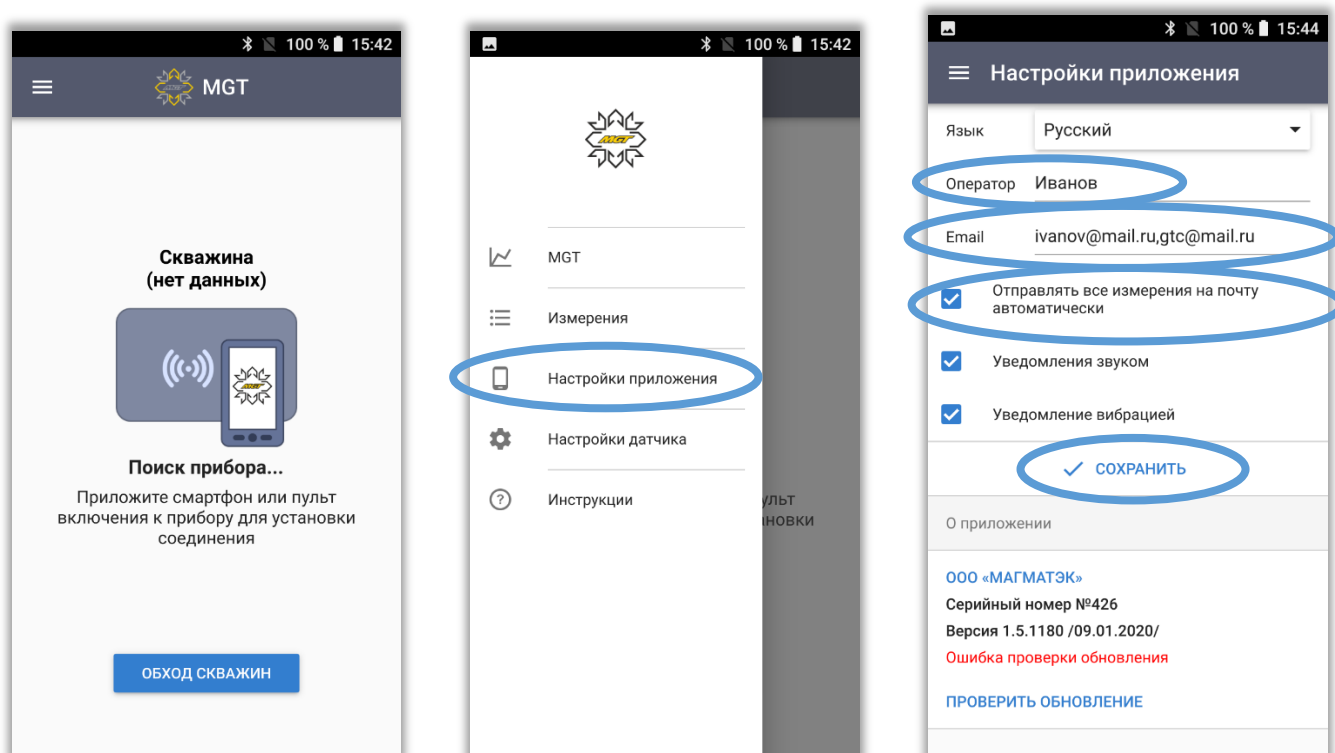 100 % 15:42
MGT
Скважина
(нет данных)
MGT
Поиск прибора...
Приложите смартфон или пульт
включения к прибору для установки
соединения
ОБХОД СКВАЖИН
100 % 15:42
MGT
MGT
Измерения
Настройки приложения
Настройки датчика
? Инструкции
ульт
новки
15:44
100 %
Настройки приложения
Язык Русский
Оператор Иванов
Email ivanov@mail.ru,gtc@mail.ru
Отправлять все измерения на почту
автоматически
Уведомления звуком
Уведомление вибрацией
СОХРАНИТЬ
О приложении
ООО «МАГМАТЭК»
Серийный номер №426
Версия 1.5.1180 /09.01.2020/
Ошибка проверки обновления
ПРОВЕРИТЬ ОБНОВЛЕНИЕ